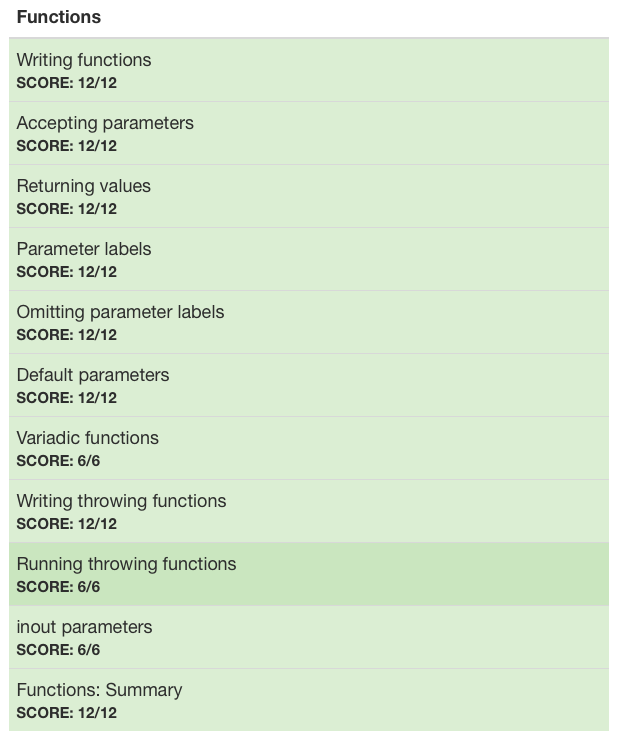 Functions
Writing functions
SCORE: 12/12
Accepting parameters
SCORE: 12/12
Returning values
SCORE: 12/12
Parameter labels
SCORE: 12/12
Omitting parameter labels
SCORE: 12/12
Default parameters
SCORE: 12/12
Variadic functions
SCORE: 6/6
Writing throwing functions
SCORE: 12/12
Running throwing functions
SCORE: 6/6
inout parameters
SCORE: 6/6
Functions: Summary
SCORE: 12/12